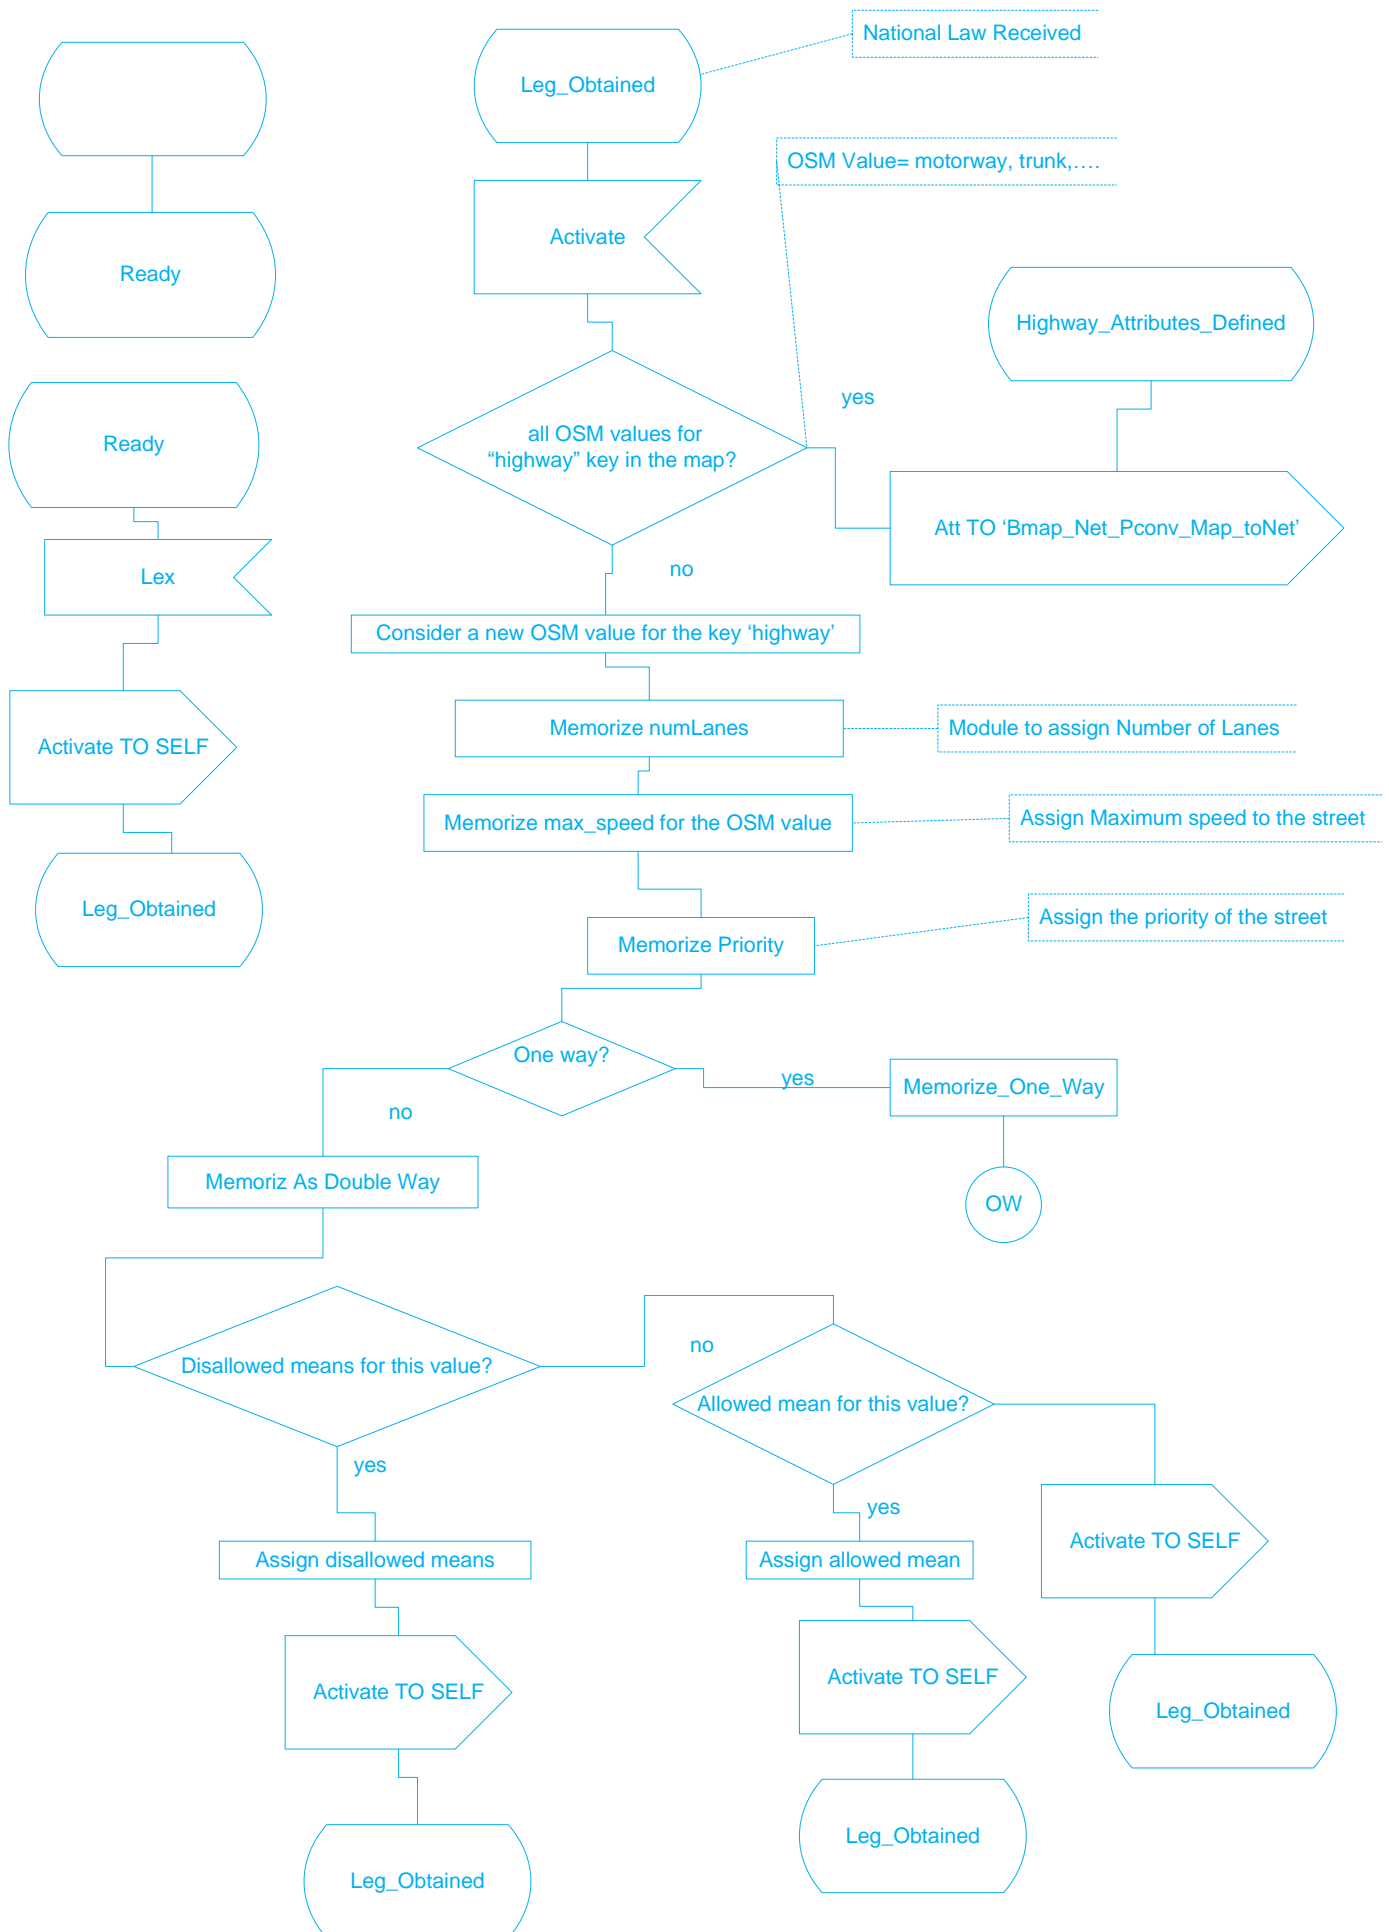 National Law Received
Leg_Obtained
OSM Value= motorway, trunk,….
Activate
Ready
Highway_Attributes_Defined
yes
all OSM values for
“highway” key in the map?
Ready
Att TO ‘Bmap_Net_Pconv_Map_toNet’
no
Lex
Consider a new OSM value for the key ‘highway’
Memorize numLanes
Module to assign Number of Lanes
Activate TO SELF
Memorize max_speed for the OSM value
Assign Maximum speed to the street
Leg_Obtained
Assign the priority of the street
Memorize Priority
One way?
yes
Memorize_One_Way
no
Memoriz As Double Way
OW
no
Disallowed means for this value?
Allowed mean for this value?
yes
yes
Activate TO SELF
Assign disallowed means
Assign allowed mean
Activate TO SELF
Activate TO SELF
Leg_Obtained
Leg_Obtained
Leg_Obtained